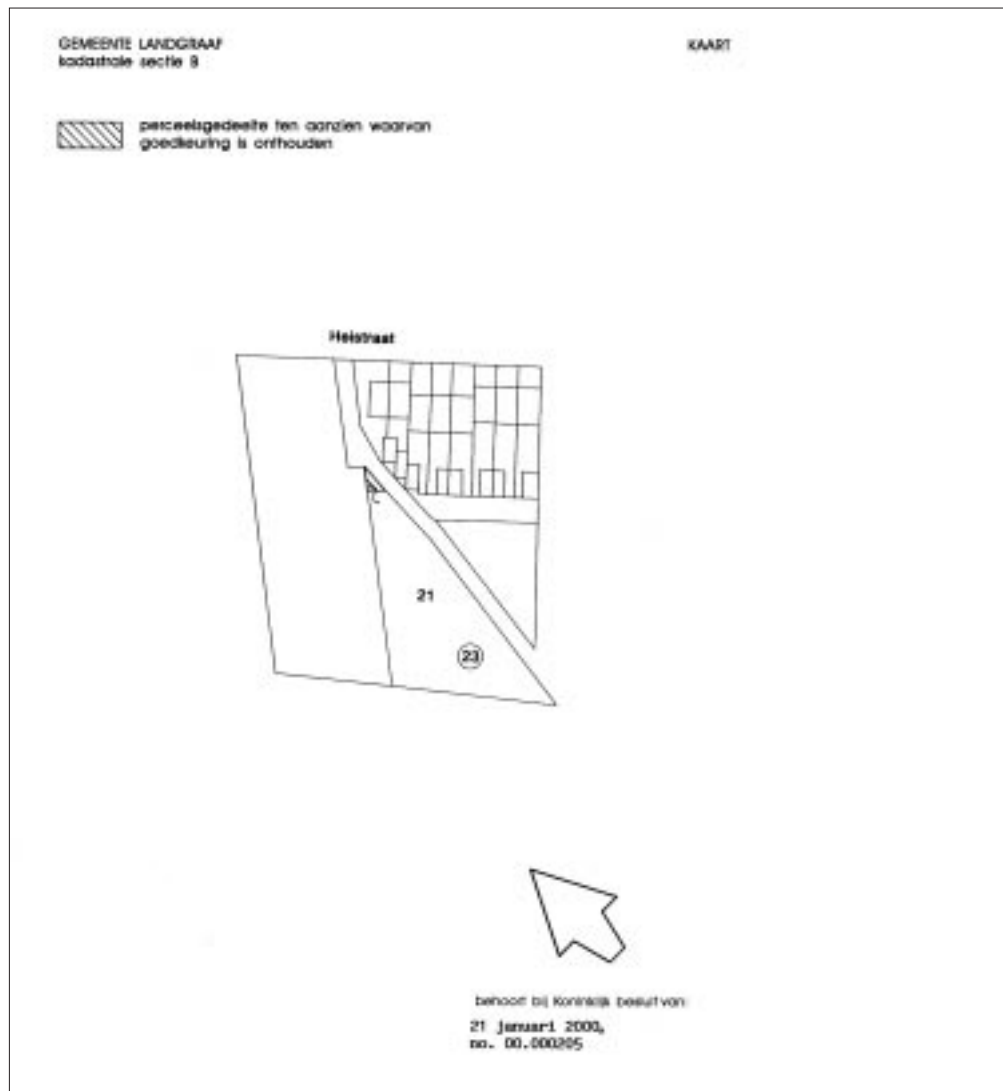 GEMEENTE LANDGRAAF
kadastrale sectie B
KAART
perceelsgedeelte ten aanzien waarvan
goedkeuring is onthouden
Heistraat
21
23
behoort bij Koninklijk besluit van:
21 januari 2000,
no. 00.000205